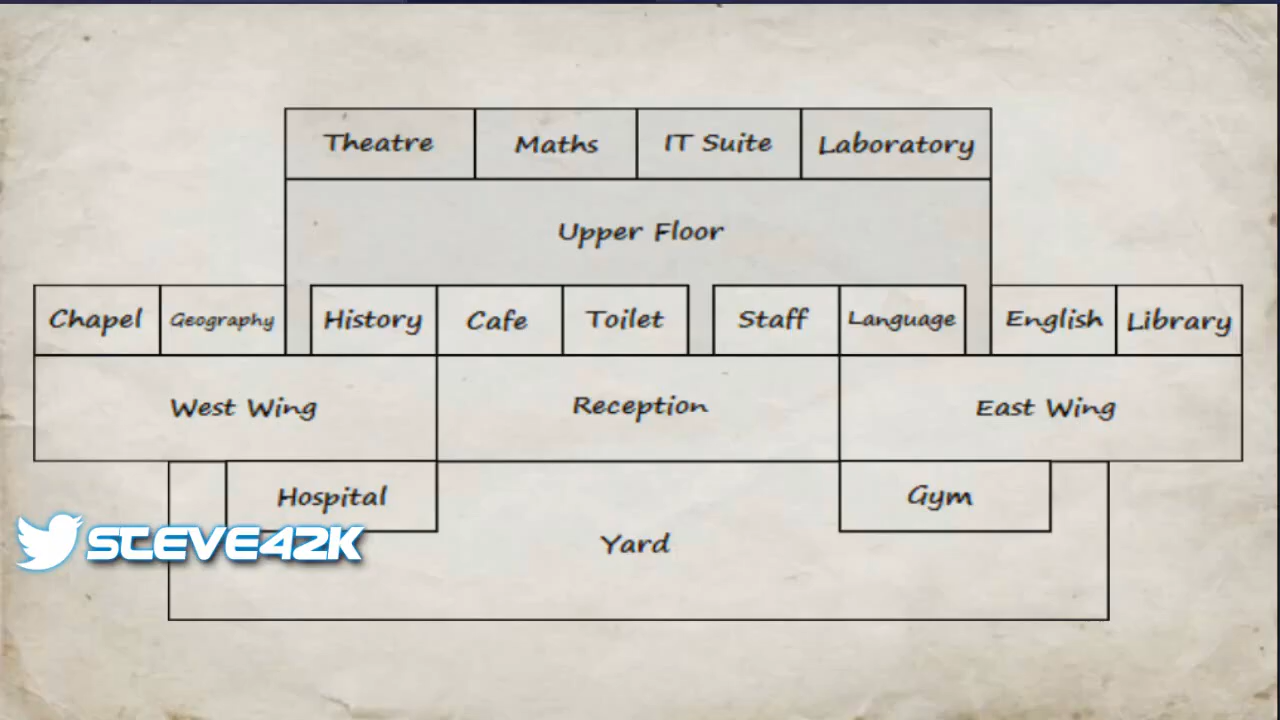 Theatre Maths IT Suite Laboratory
Upper Floor
Chapel Geography History Cafe Toilet Staff Language English Library
West Wing Reception East Wing
Hospital Gym
STEVE42K Yard